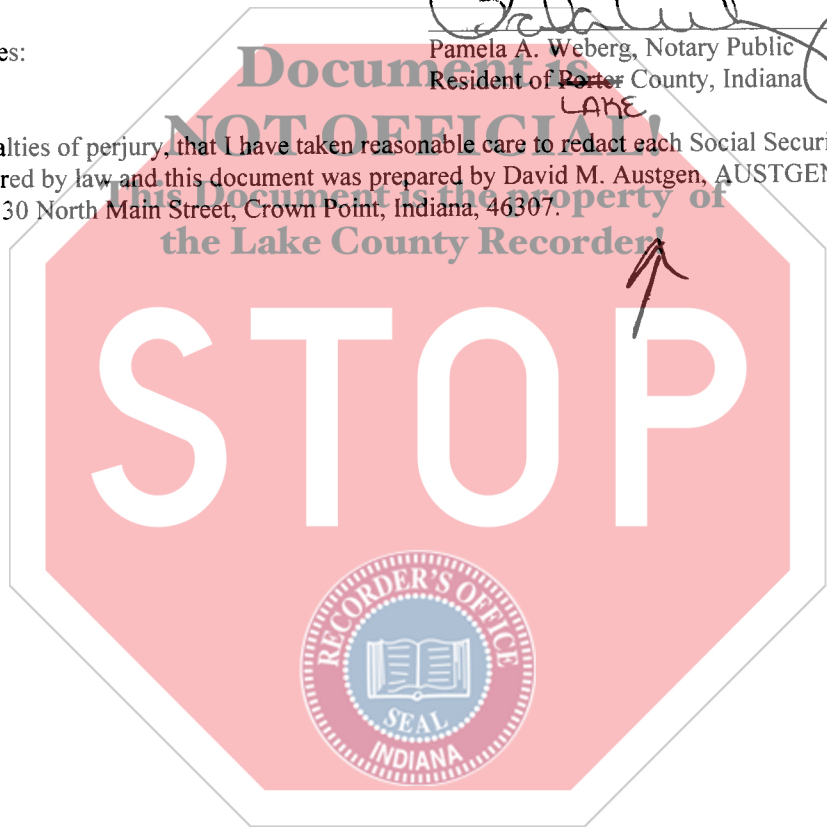 es:
Pamela A. Weberg, Notary Public
Document is
Resident of Porter County, Indiana
LAKE
NOT OFFICIAL!
alties of perjury, that I have taken reasonable care to redact each Social Securi
red by law and this document was prepared by David M. Austgen, AUSTGEN
This Document is the property of
30 North Main Street, Crown Point, Indiana, 46307.
the Lake County Recorder!
STOP
RECORDER'S OFFICE
SEAL
INDIANA